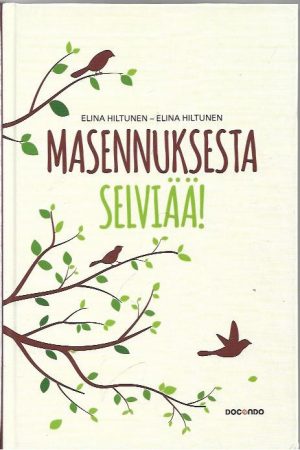 ELINA HILTUNEN – ELINA HILTUNEN
MASENNUKSESTA
SELVIÄÄ!
DOCENDO